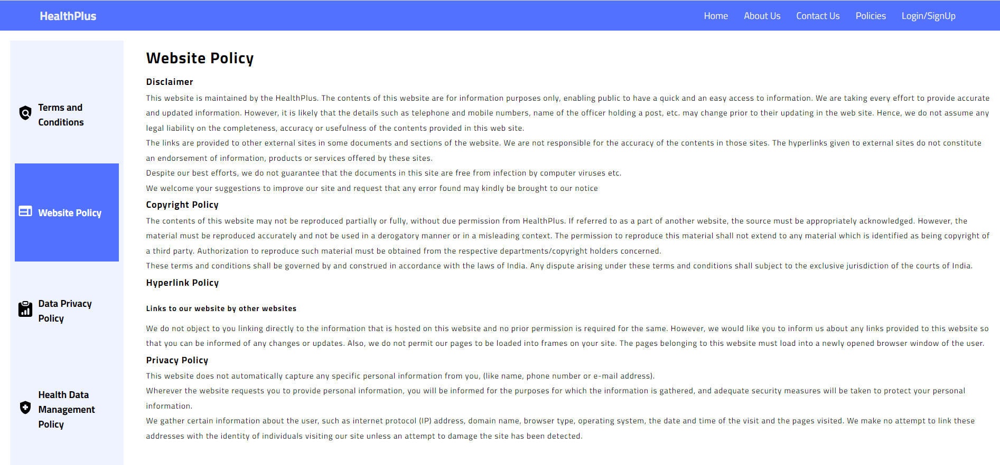 HealthPlus
Home
About Us
Contact Us
Policies
Login/SignUp
Terms and
Conditions
Website Policy
Data Privacy
Policy
Health Data
Management
Policy
Website Policy
Disclaimer
This website is maintained by the HealthPlus. The contents of this website are for information purposes only, enabling public to have a quick and an easy access to information. We are taking every effort to provide accurate
and updated information. However, it is likely that the details such as telephone and mobile numbers, name of the officer holding a post, etc. may change prior to their updating in the web site. Hence, we do not assume any
legal liability on the completeness, accuracy or usefulness of the contents provided in this web site.
The links are provided to other external sites in some documents and sections of the website. We are not responsible for the accuracy of the contents in those sites. The hyperlinks given to external sites do not constitute
an endorsement of information, products or services offered by these sites.
Despite our best efforts, we do not guarantee that the documents in this site are free from infection by computer viruses etc.
We welcome your suggestions to improve our site and request that any error found may kindly be brought to our notice
Copyright Policy
The contents of this website may not be reproduced partially or fully, without due permission from HealthPlus. If referred to as a part of another website, the source must be appropriately acknowledged. However, the
material must be reproduced accurately and not be used in a derogatory manner or in a misleading context. The permission to reproduce this material shall not extend to any material which is identified as being copyright of
a third party. Authorization to reproduce such material must be obtained from the respective departments/copyright holders concerned.
These terms and conditions shall be governed by and construed in accordance with the laws of India. Any dispute arising under these terms and conditions shall subject to the exclusive jurisdiction of the courts of India.
Hyperlink Policy
Links to our website by other websites
We do not object to you linking directly to the information that is hosted on this website and no prior permission is required for the same. However, we would like you to inform us about any links provided to this website so
that you can be informed of any changes or updates. Also, we do not permit our pages to be loaded into frames on your site. The pages belonging to this website must load into a newly opened browser window of the user.
Privacy Policy
This website does not automatically capture any specific personal information from you, (like name, phone number or e-mail address).
Wherever the website requests you to provide personal information, you will be informed for the purposes for which the information is gathered, and adequate security measures will be taken to protect your personal
information.
We gather certain information about the user, such as internet protocol (IP) address, domain name, browser type, operating system, the date and time of the visit and the pages visited. We make no attempt to link these
addresses with the identity of individuals visiting our site unless an attempt to damage the site has been detected.